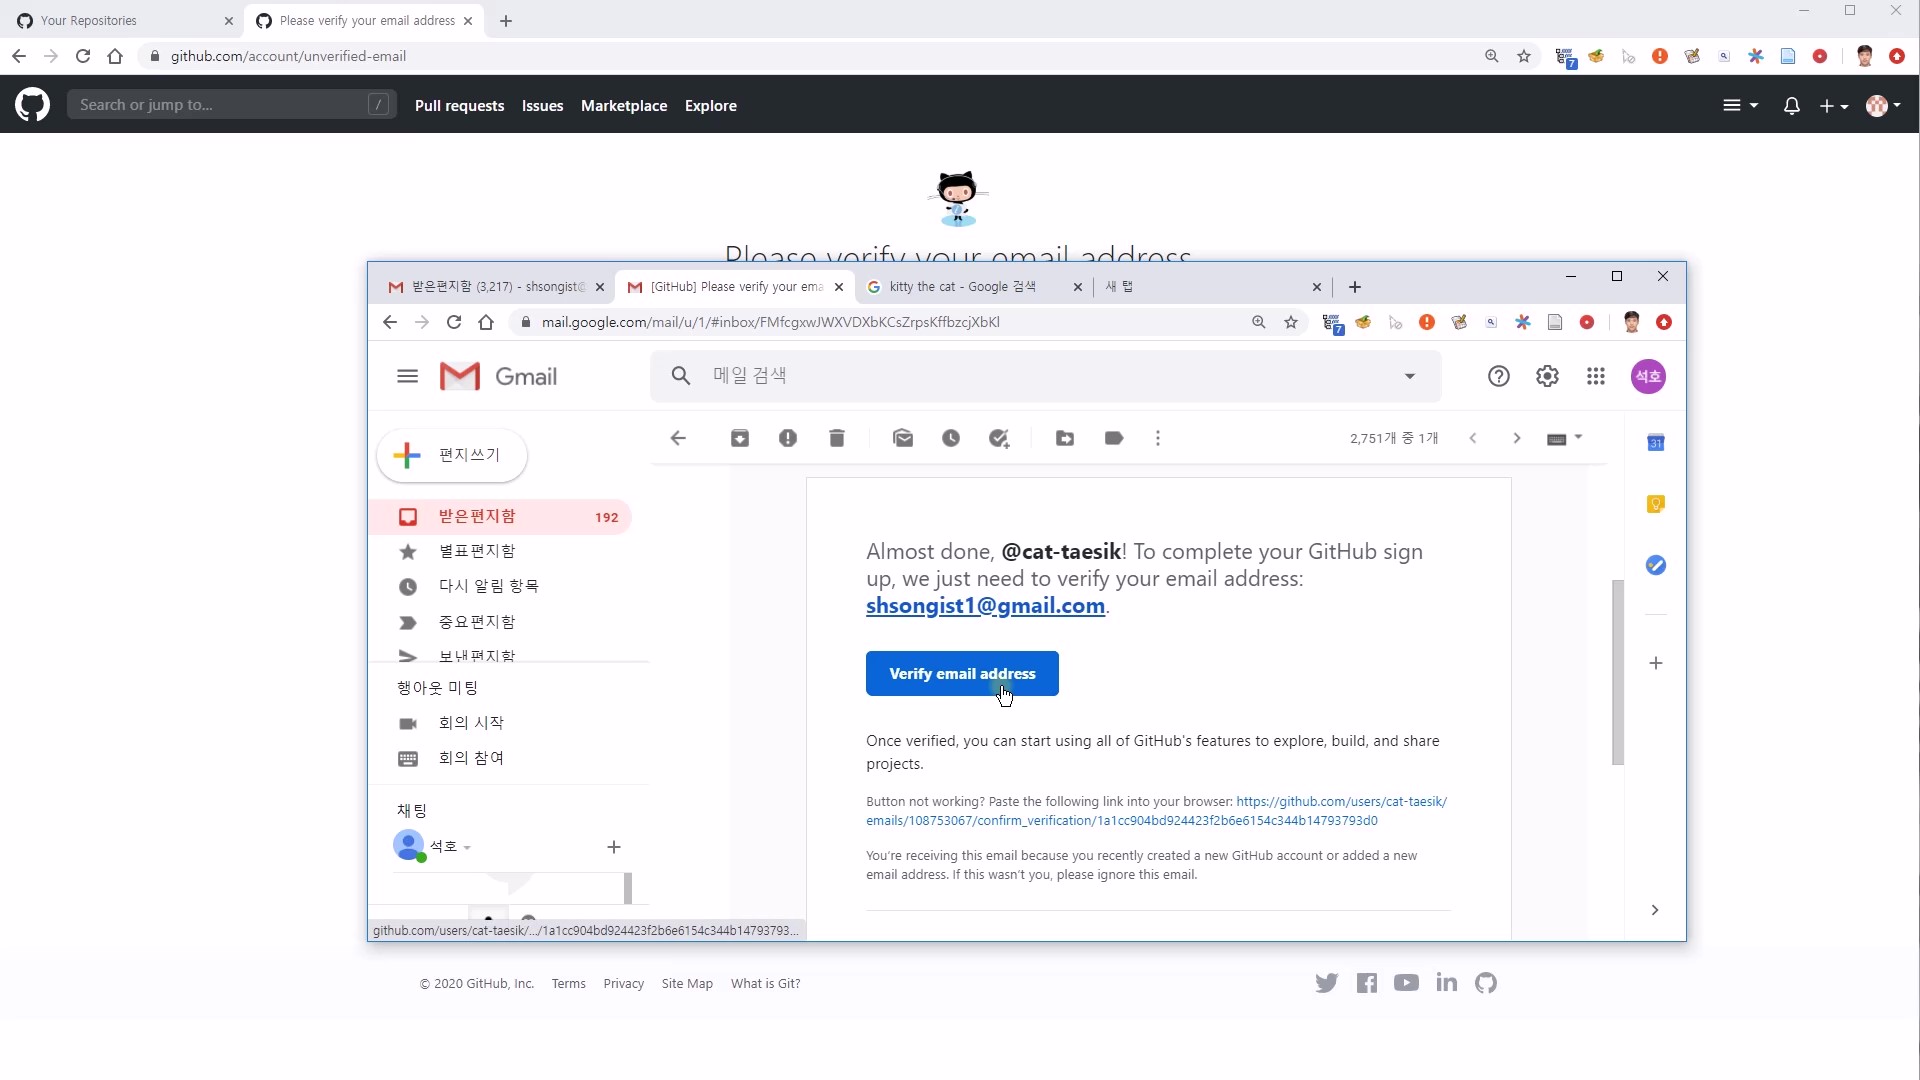 Your Repositories
Please verify your email address
github.com/account/unverified-email
7
Search or jump to...
/
Pull requests
Issues
Marketplace
Explore
Please verify your email address
받은편지함 (3,217) - shsongist@
[GitHub] Please verify your ema
kitty the cat - Google 검색
새 탭
mail.google.com/mail/u/1/#inbox/FMfcgxwJWXVDXbKCsZrpsKffbzcjXbKl
7
Gmail
메일 검색
석호
편지쓰기
2,751개 중 1개
31
받은편지함
192
별표편지함
다시 알림 항목
중요편지함
보낸편지함
행아웃 미팅
회의 시작
회의 참여
채팅
석호
Almost done, @cat-taesik! To complete your GitHub sign
up, we just need to verify your email address:
shsongist1@gmail.com.
Verify email address
Once verified, you can start using all of GitHub's features to explore, build, and share
projects.
Button not working? Paste the following link into your browser: https://github.com/users/cat-taesik/
emails/108753067/confirm_verification/1a1cc904bd924423f2b6e6154c344b14793793d0
You're receiving this email because you recently created a new GitHub account or added a new
email address. If this wasn't you, please ignore this email.
github.com/users/cat-taesik/.../1a1cc904bd924423f2b6e6154c344b14793793...
© 2020 GitHub, Inc.
Terms
Privacy
Site Map
What is Git?